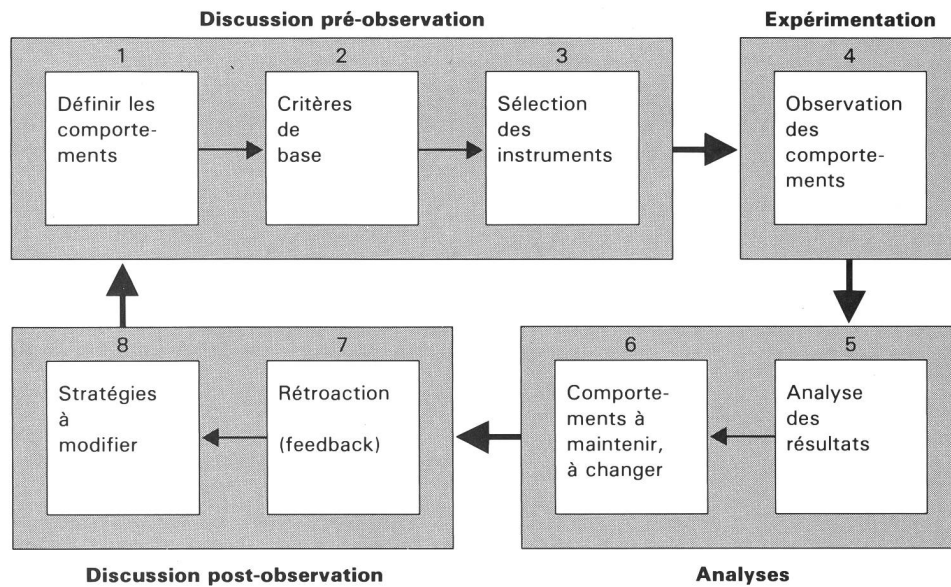 Discussion pré-observation
1
Définir les
comporte-
ments
2
Critères
de
base
3
Sélection
des
instruments
Expérimentation
4
Observation
des
comporte-
ments
5
Analyse
des
résultats
6
Comporte-
ments à
maintenir,
à changer
Analyses
7
Rétroaction
(feedback)
8
Stratégies
à
modifier
Discussion post-observation